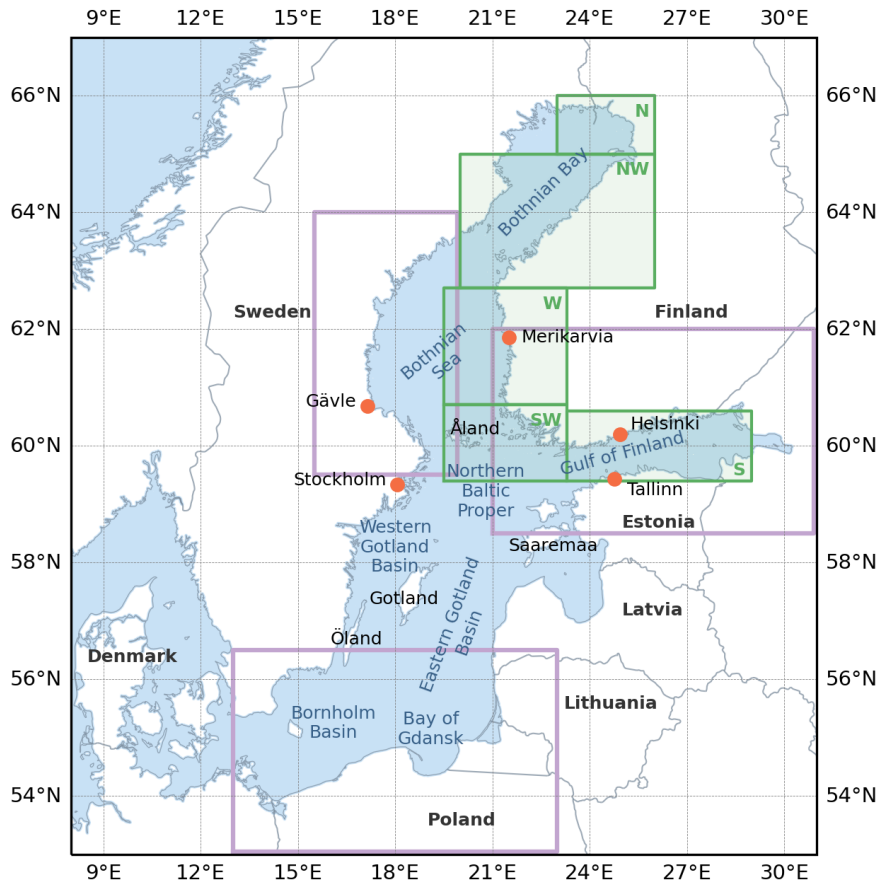 9°E 12°E 15°E 18°E 21°E 24°E 27°E 30°E
66°N
66°N
N
NW
Bothnian Bay
64°N
64°N
W
Sweden
Finland
62°N
62°N
Merikarvia
Bothnian
Sea
Gävle
SW
Åland
Helsinki
60°N
60°N
Gulf of Finland
S
Stockholm
Northern
Baltic
Proper
Tallinn
Western
Gotland
Basin
Estonia
Saaremaa
58°N
58°N
Gotland
Eastern Gotland
Basin
Latvia
Öland
Denmark
56°N
56°N
Lithuania
Bornholm
Basin
Bay of
Gdansk
54°N
54°N
Poland
9°E 12°E 15°E 18°E 21°E 24°E 27°E 30°E